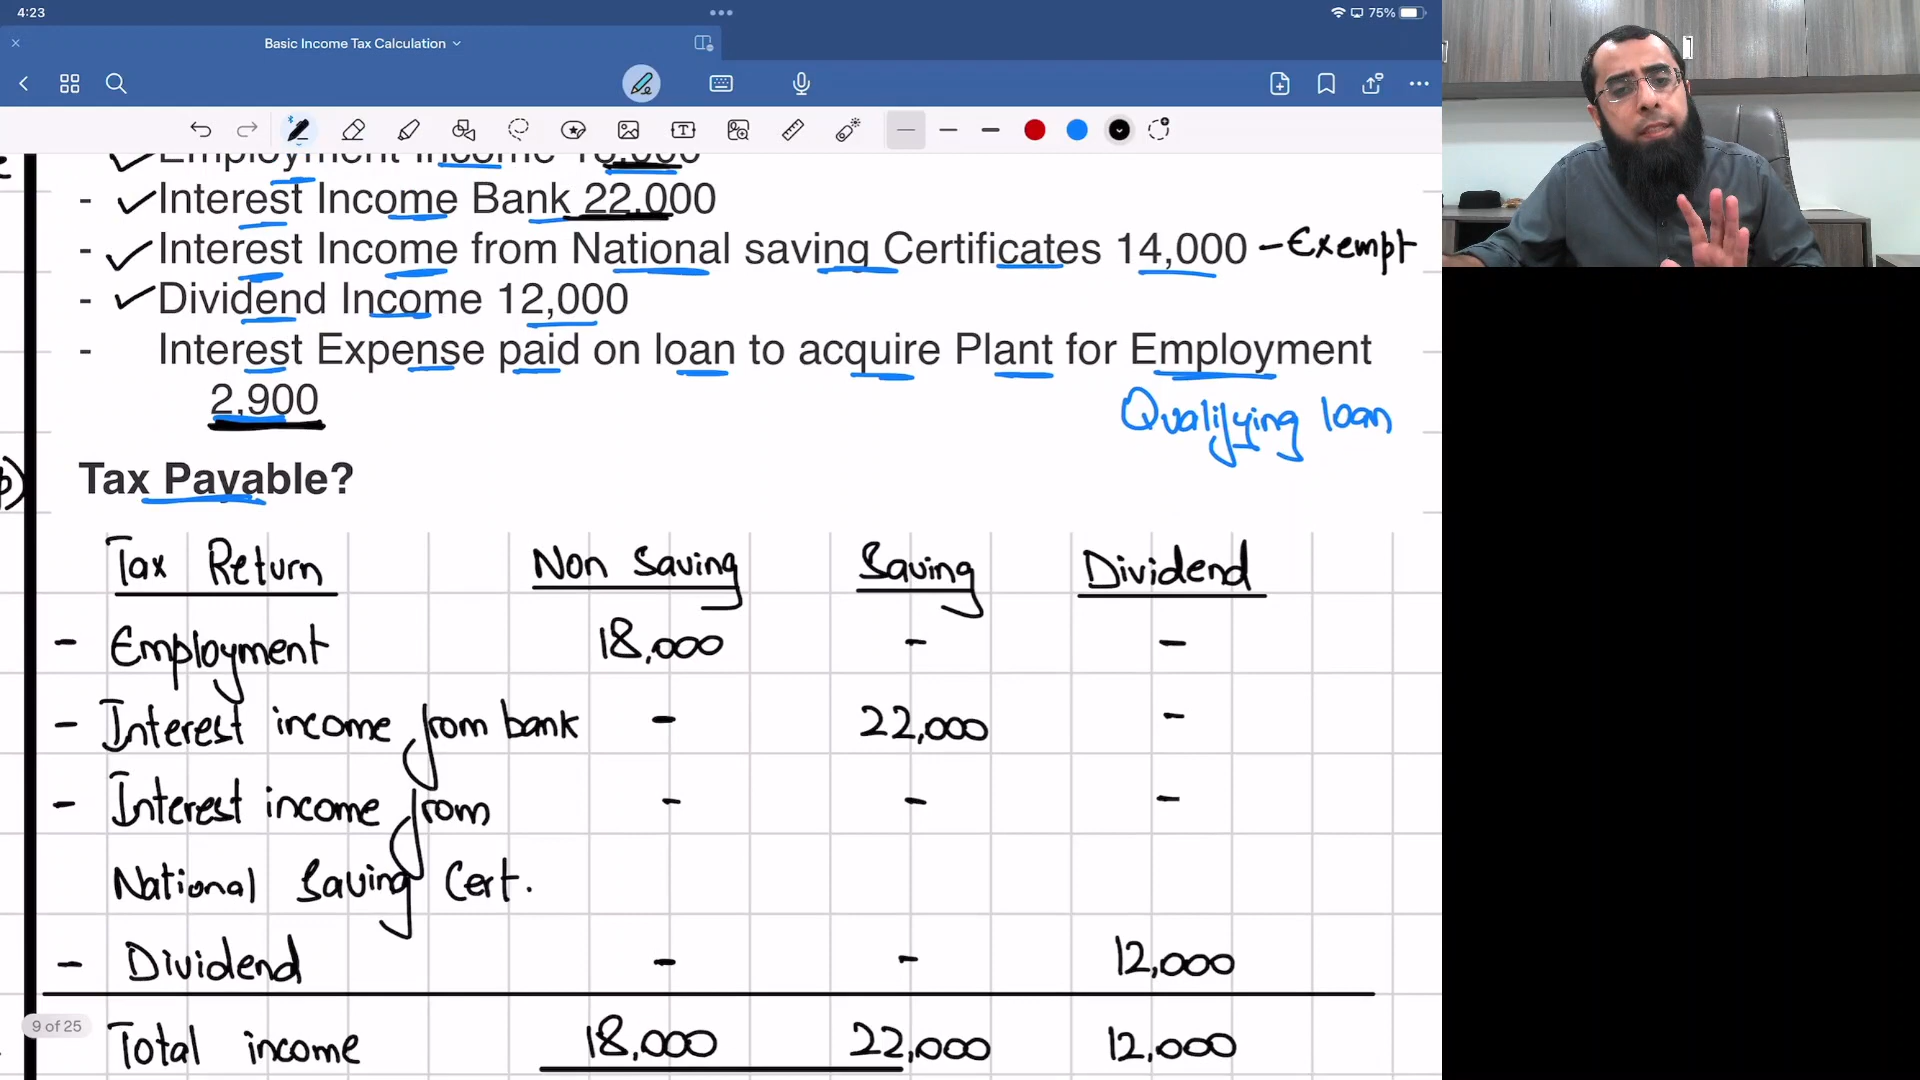 4:23
75%
Basic Income Tax Calculation
Employment Income 18,000
- Interest Income Bank 22,000
- Interest Income from National saving Certificates 14,000 - Exempt
- Dividend Income 12,000
- Interest Expense paid on loan to acquire Plant for Employment
2,900
Qualifying loan
Tax Payable?
Tax Return Non Saving Saving Dividend
- Employment 18,000 - -
- Interest income from bank - 22,000 -
- Interest income from - - -
National Saving Cert.
- Dividend - - 12,000
9 of 25
Total income 18,000 22,000 12,000